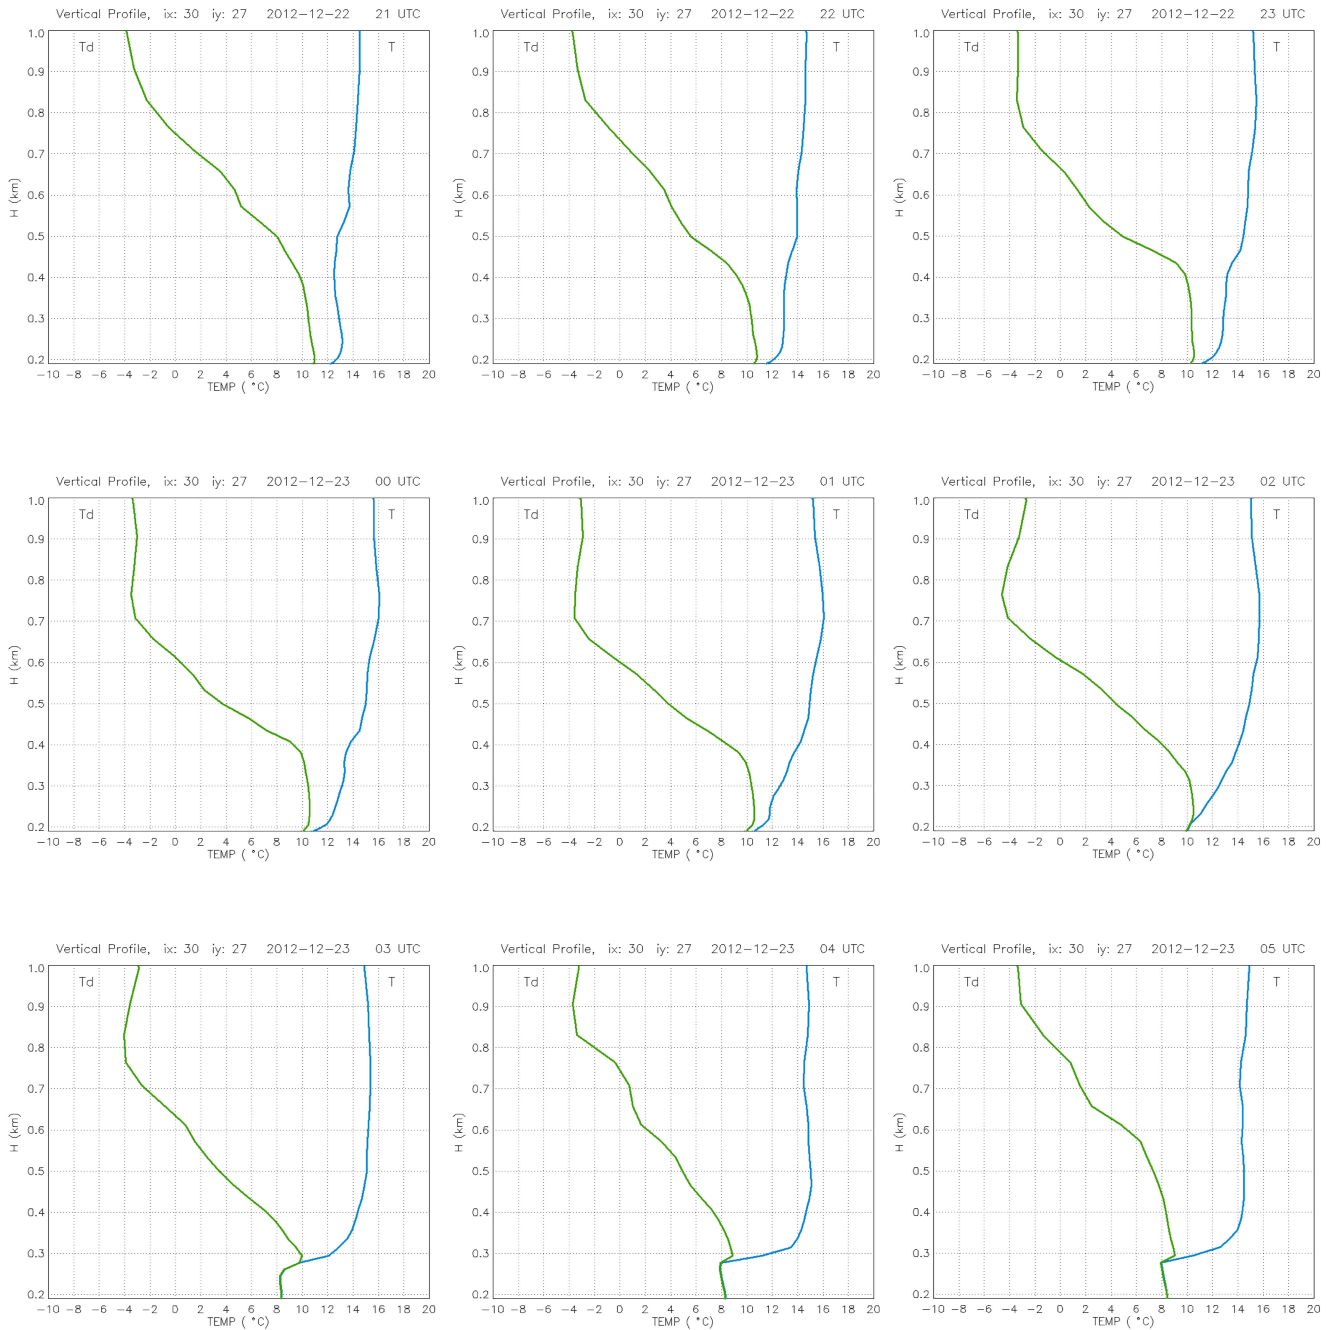 Vertical Profile,  ix: 30  iy: 27  2012-12-22  21 UTC
Td
T
1.0
0.9
0.8
0.7
0.6
0.5
0.4
0.3
0.2
H (km)
-10 -8 -6 -4 -2 0 2 4 6 8 10 12 14 16 18 20
TEMP ( °C)
Vertical Profile,  ix: 30  iy: 27  2012-12-22  22 UTC
Td
T
1.0
0.9
0.8
0.7
0.6
0.5
0.4
0.3
0.2
H (km)
-10 -8 -6 -4 -2 0 2 4 6 8 10 12 14 16 18 20
TEMP ( °C)
Vertical Profile,  ix: 30  iy: 27  2012-12-22  23 UTC
Td
T
1.0
0.9
0.8
0.7
0.6
0.5
0.4
0.3
0.2
H (km)
-10 -8 -6 -4 -2 0 2 4 6 8 10 12 14 16 18 20
TEMP ( °C)
Vertical Profile,  ix: 30  iy: 27  2012-12-23  00 UTC
Td
T
1.0
0.9
0.8
0.7
0.6
0.5
0.4
0.3
0.2
H (km)
-10 -8 -6 -4 -2 0 2 4 6 8 10 12 14 16 18 20
TEMP ( °C)
Vertical Profile,  ix: 30  iy: 27  2012-12-23  01 UTC
Td
T
1.0
0.9
0.8
0.7
0.6
0.5
0.4
0.3
0.2
H (km)
-10 -8 -6 -4 -2 0 2 4 6 8 10 12 14 16 18 20
TEMP ( °C)
Vertical Profile,  ix: 30  iy: 27  2012-12-23  02 UTC
Td
T
1.0
0.9
0.8
0.7
0.6
0.5
0.4
0.3
0.2
H (km)
-10 -8 -6 -4 -2 0 2 4 6 8 10 12 14 16 18 20
TEMP ( °C)
Vertical Profile,  ix: 30  iy: 27  2012-12-23  03 UTC
Td
T
1.0
0.9
0.8
0.7
0.6
0.5
0.4
0.3
0.2
H (km)
-10 -8 -6 -4 -2 0 2 4 6 8 10 12 14 16 18 20
TEMP ( °C)
Vertical Profile,  ix: 30  iy: 27  2012-12-23  04 UTC
Td
T
1.0
0.9
0.8
0.7
0.6
0.5
0.4
0.3
0.2
H (km)
-10 -8 -6 -4 -2 0 2 4 6 8 10 12 14 16 18 20
TEMP ( °C)
Vertical Profile,  ix: 30  iy: 27  2012-12-23  05 UTC
Td
T
1.0
0.9
0.8
0.7
0.6
0.5
0.4
0.3
0.2
H (km)
-10 -8 -6 -4 -2 0 2 4 6 8 10 12 14 16 18 20
TEMP ( °C)